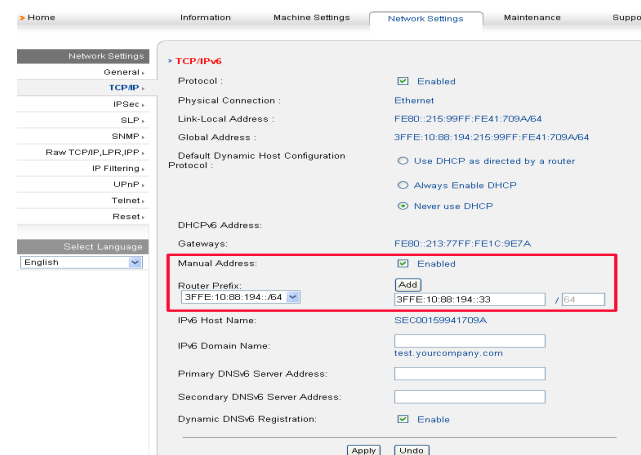 Home
Information Machine Settings Network Settings Maintenance Suppo
Network Settings
General
TCP/IP
IPSec
SLP
SNMP
Raw TCP/IP,LPR,IPP
IP Filtering
UPnP
Telnet
Reset
Select Language
English
TCP/IPv6
Protocol : Enabled
Physical Connection : Ethernet
Link-Local Address : FE80::215:99FF:FE41:709A/64
Global Address : 3FFE:10:88:194:215:99FF:FE41:709A/64
Default Dynamic Host Configuration
Protocol : Use DHCP as directed by a router
Always Enable DHCP
Never use DHCP
DHCPv6 Address:
Gateways: FE80::213:77FF:FE1C:9E7A
Manual Address: Enabled
Router Prefix: Add
3FFE:10:88:194::/64 3FFE:10:88:194::33 / 64
IPv6 Host Name: SEC00159941709A
IPv6 Domain Name:
test.yourcompany.com
Primary DNSv6 Server Address:
Secondary DNSv6 Server Address:
Dynamic DNSv6 Registration: Enable
Apply Undo